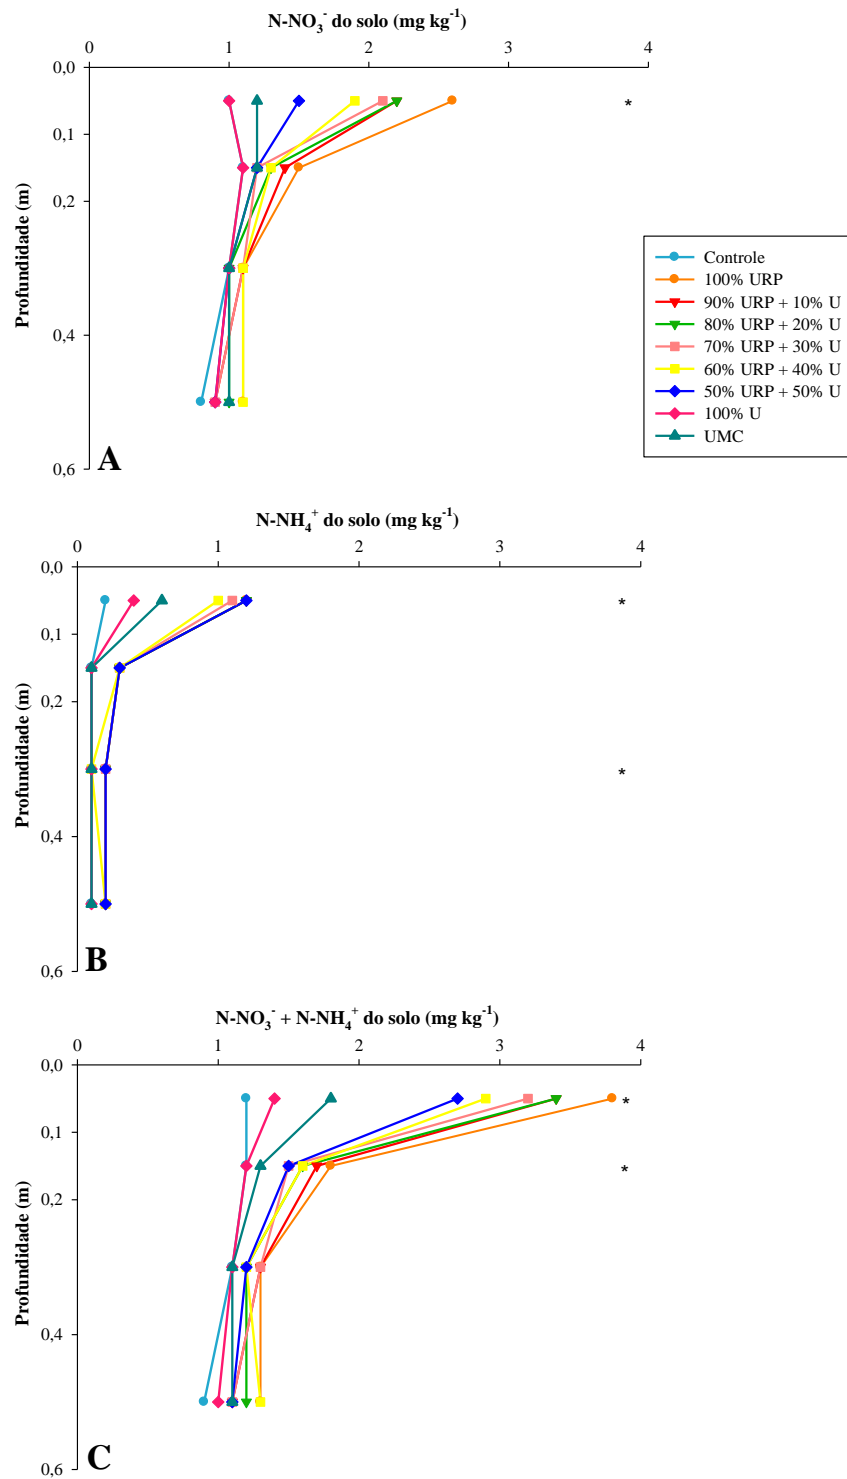 N-NO₃⁻ do solo (mg kg⁻¹)
0 1 2 3 4
0,0
*
0,1
0,2
0,4
0,6
Profundidade (m)
A
Controle
100% URP
90% URP + 10% U
80% URP + 20% U
70% URP + 30% U
60% URP + 40% U
50% URP + 50% U
100% U
UMC
N-NH₄⁺ do solo (mg kg⁻¹)
0 1 2 3 4
0,0
*
0,1
0,2
*
0,4
0,6
Profundidade (m)
B
N-NO₃⁻ + N-NH₄⁺ do solo (mg kg⁻¹)
0 1 2 3 4
0,0
*
0,1
*
0,2
0,4
0,6
Profundidade (m)
C